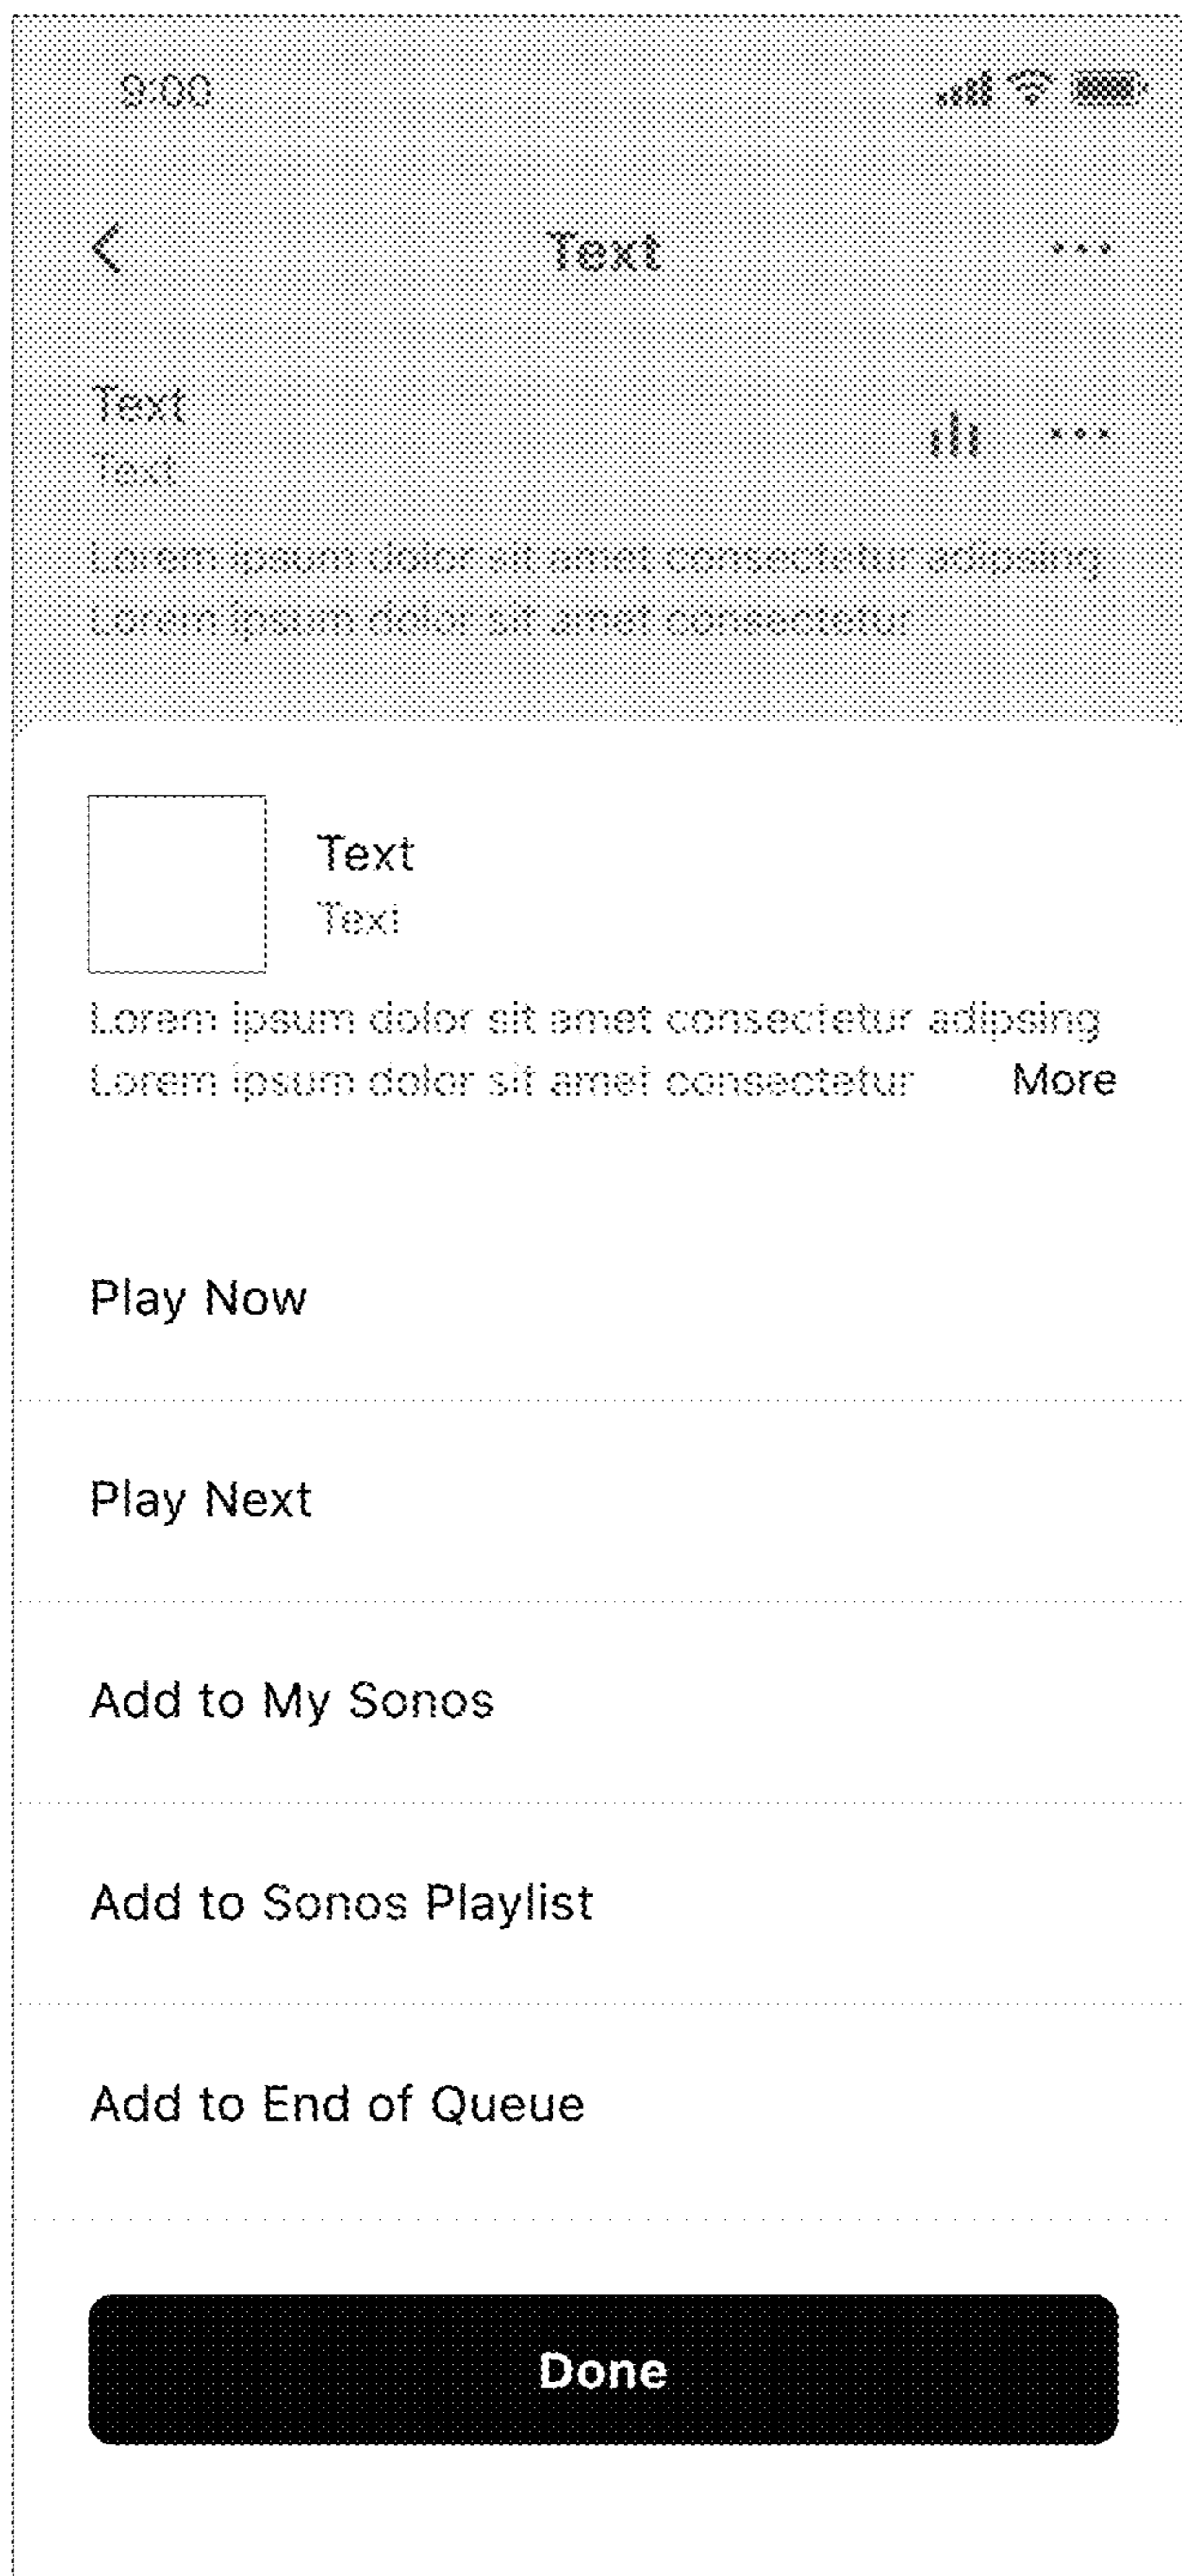 9:00
Text
Text
Text
Lorem ipsum dolor sit amet consectetur adipsing
Lorem ipsum dolor sit amet consectetur
Text
Text
Lorem ipsum dolor sit amet consectetur adipsing
Lorem ipsum dolor sit amet consectetur More
Play Now
Play Next
Add to My Sonos
Add to Sonos Playlist
Add to End of Queue
Done